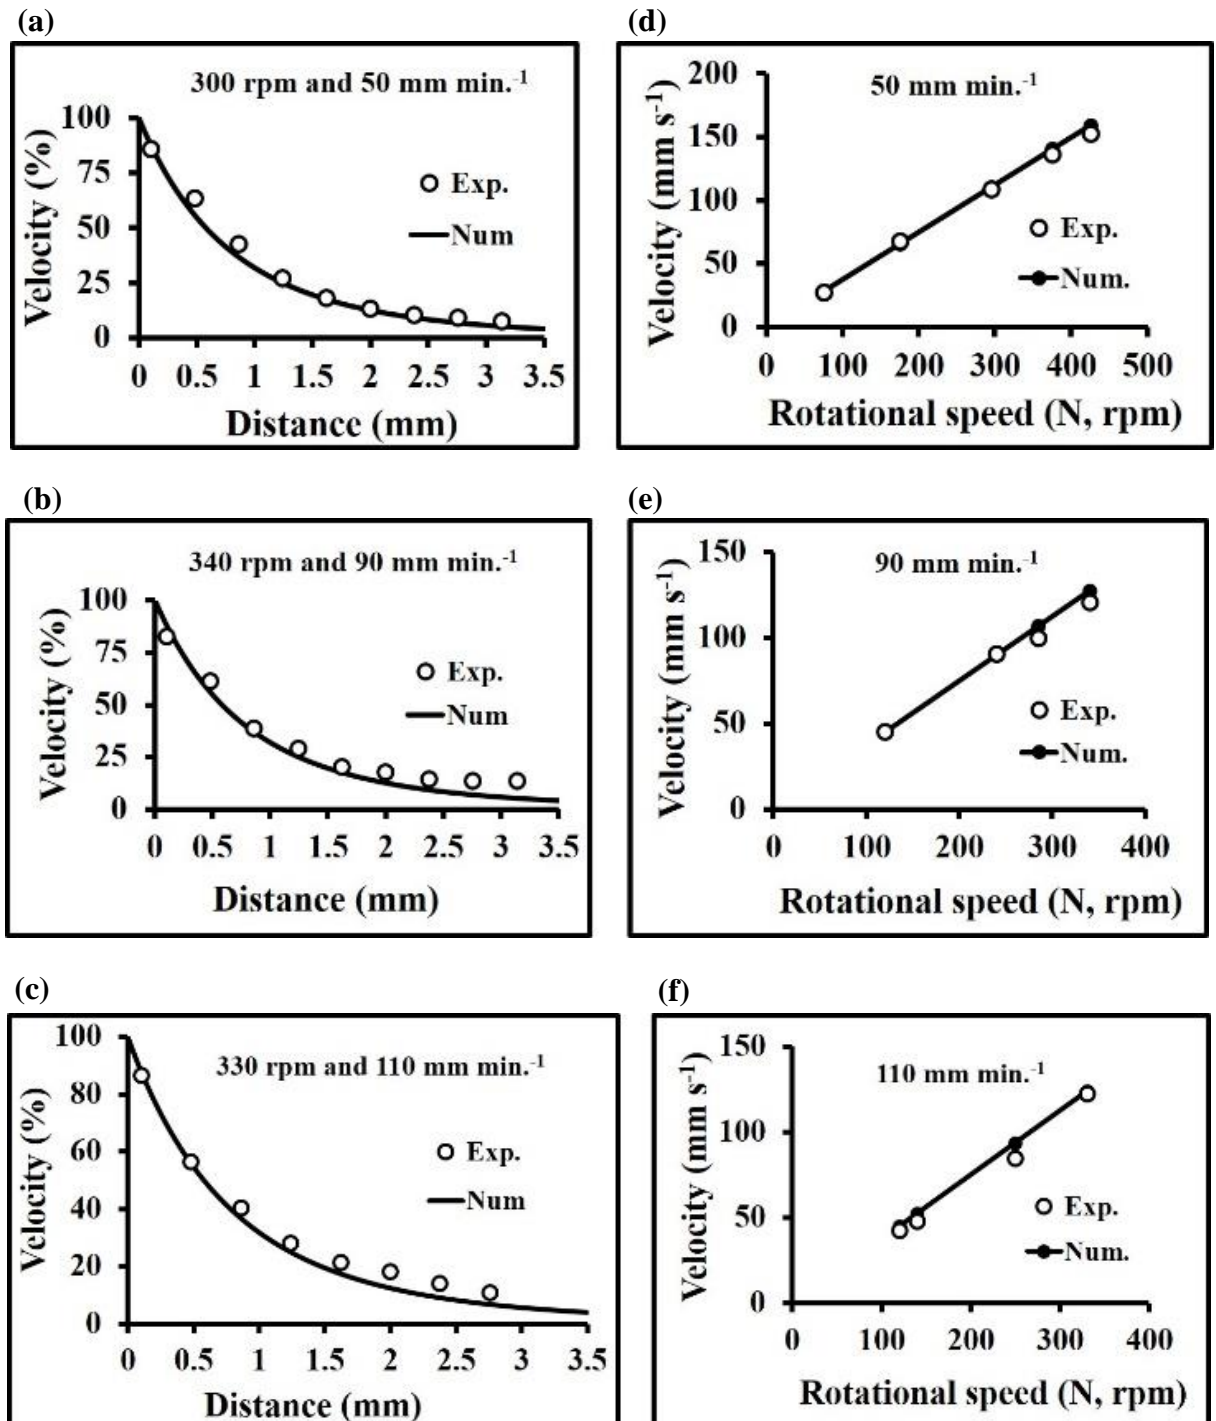 (a)
300 rpm and 50 mm min.-1
Velocity (%)
100
75
50
25
0
Exp.
Num
0 0.5 1 1.5 2 2.5 3 3.5
Distance (mm)
(d)
50 mm min.-1
Velocity (mm s-1)
200
150
100
50
0
Exp.
Num.
0 100 200 300 400 500
Rotational speed (N, rpm)
(b)
340 rpm and 90 mm min.-1
Velocity (%)
100
75
50
25
0
Exp.
Num
0 0.5 1 1.5 2 2.5 3 3.5
Distance (mm)
(e)
90 mm min.-1
Velocity (mm s-1)
150
100
50
0
Exp.
Num.
0 100 200 300 400
Rotational speed (N, rpm)
(c)
330 rpm and 110 mm min.-1
Velocity (%)
100
80
60
40
20
0
Exp.
Num
0 0.5 1 1.5 2 2.5 3 3.5
Distance (mm)
(f)
110 mm min.-1
Velocity (mm s-1)
150
100
50
0
Exp.
Num.
0 100 200 300 400
Rotational speed (N, rpm)